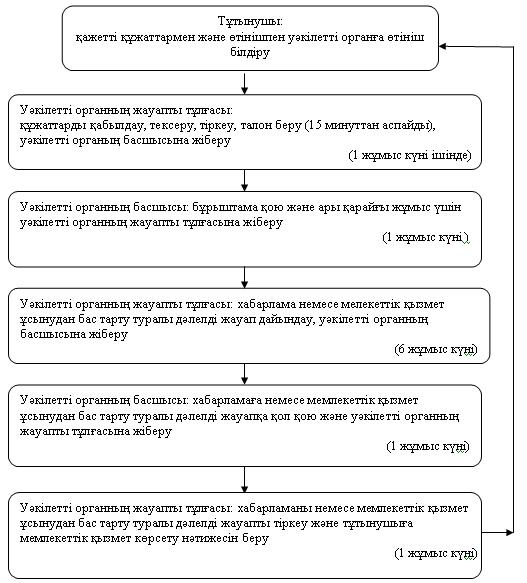 Тұтынушы:
қажетті құжаттармен және өтінішпен уәкілетті органға өтініш
білдіру
Уәкілетті органның жауапты тұлғасы:
құжаттарды қабылдау, тексеру, тіркеу, талон беру (15 минуттан аспайды),
уәкілетті органың басшысына жіберу
(1 жұмыс күні ішінде)
Уәкілетті органның басшысы: бұрыштама қою және ары қарайғы жұмыс үшін
уәкілетті органның жауапты тұлғасына жіберу
(1 жұмыс күні)
Уәкілетті органның жауапты тұлғасы: хабарлама немесе мелекеттік қызмет
ұсынудан бас тарту туралы дәлелді жауап дайындау, уәкілетті органның
басшысына жіберу
(6 жұмыс күні)
Уәкілетті органның басшысы: хабарламаға немесе мемлекеттік қызмет
ұсынудан бас тарту туралы дәлелді жауапқа қол қою және уәкілетті органның
жауапты тұлғасына жіберу
(1 жұмыс күні)
Уәкілетті органның жауапты тұлғасы: хабарламаны немесе мемлекеттік қызмет
ұсынудан бас тарту туралы дәлелді жауапты тіркеу және тұтынушыға
мемлекеттік қызмет көрсету нәтижесін беру
(1 жұмыс күні)